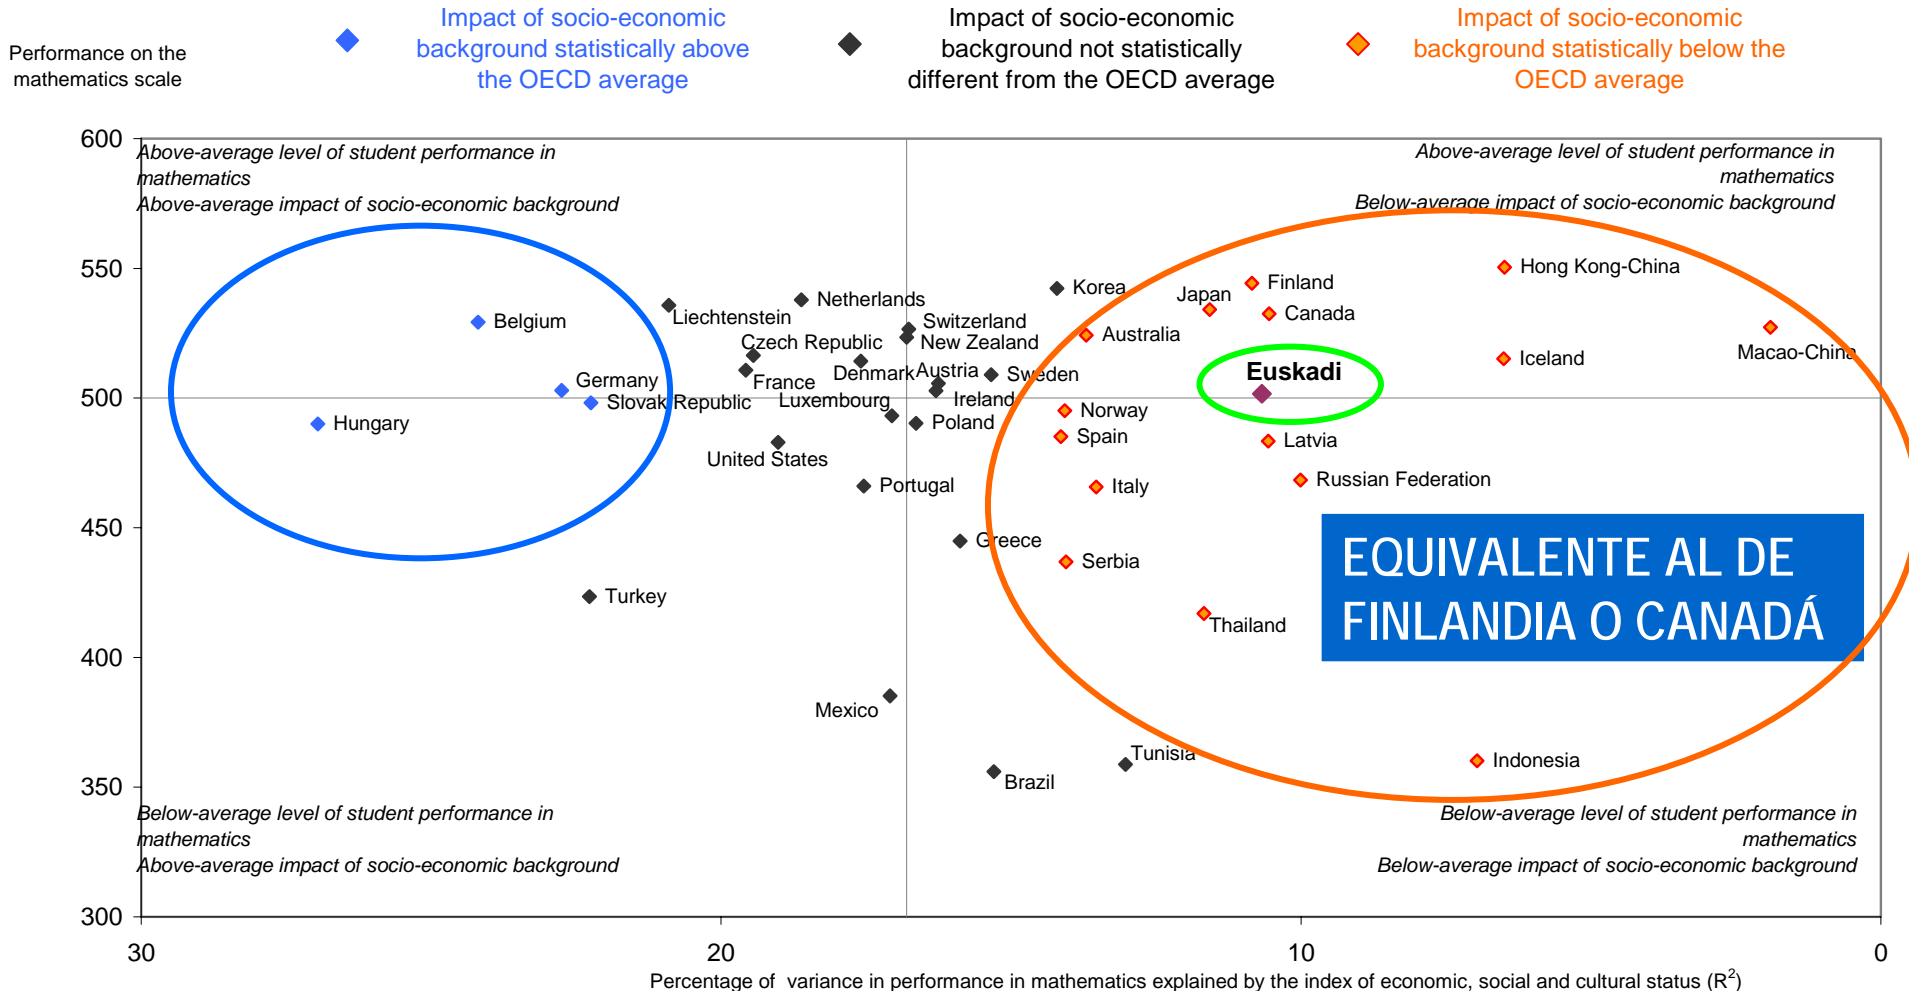 Performance on the
mathematics scale
Impact of socio-economic
background statistically above
the OECD average
Impact of socio-economic
background not statistically
different from the OECD average
Impact of socio-economic
background statistically below the
OECD average
600
550
500
450
400
350
300
Above-average level of student performance in
mathematics
Above-average impact of socio-economic background
Above-average level of student performance in
mathematics
Below-average impact of socio-economic background
Hong Kong-China
Finland
Korea
Japan
Netherlands
Canada
Liechtenstein
Belgium
Switzerland
Australia
New Zealand
Czech Republic
Macao-China
Iceland
Denmark
Austria
Sweden
Euskadi
France
Germany
Slovak Republic
Luxembourg
Ireland
Norway
Hungary
Poland
Spain
Latvia
United States
Portugal
Italy
Russian Federation
Greece
Serbia
EQUIVALENTE AL DE
FINLANDIA O CANADÁ
Turkey
Thailand
Mexico
Tunisia
Brazil
Indonesia
Below-average level of student performance in
mathematics
Above-average impact of socio-economic background
Below-average level of student performance in
mathematics
Below-average impact of socio-economic background
30
20
10
0
Percentage of variance in performance in mathematics explained by the index of economic, social and cultural status (R²)